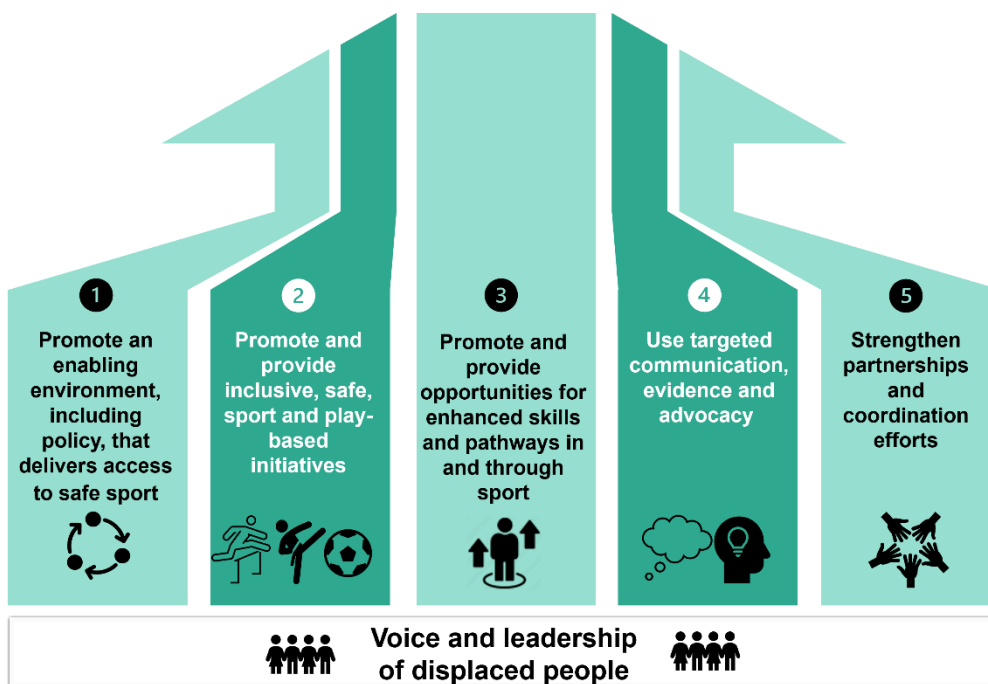 1
Promote an
enabling
environment,
including
policy, that
delivers access
to safe sport
2
Promote and
provide
inclusive, safe,
sport and play-
based
initiatives
3
Promote and
provide
opportunities for
enhanced skills
and pathways in
and through
sport
4
Use targeted
communication,
evidence and
advocacy
5
Strengthen
partnerships
and
coordination
efforts
Voice and leadership
of displaced people